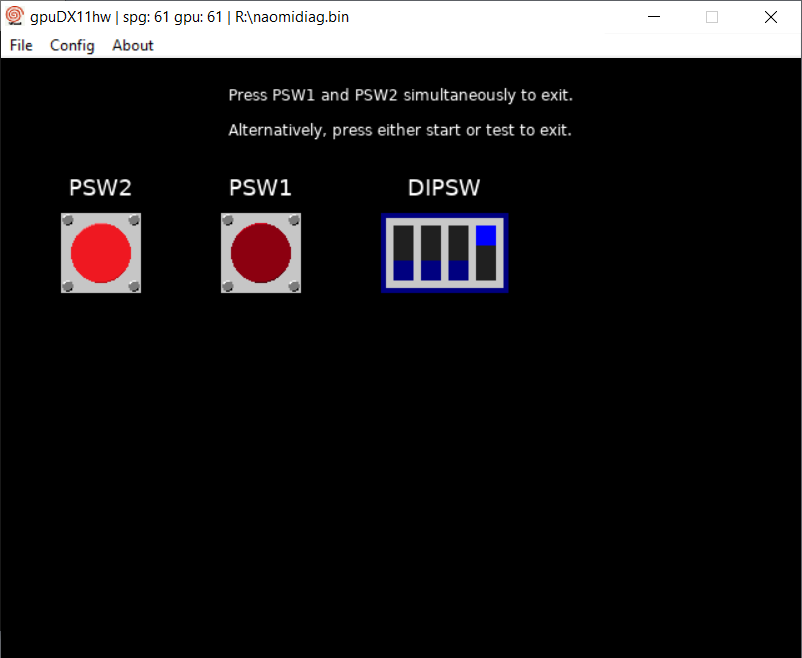 gpuDX11hw | spg: 61 gpu: 61 | R:\naomidiag.bin
File Config About
Press PSW1 and PSW2 simultaneously to exit.
Alternatively, press either start or test to exit.
PSW2 PSW1 DIPSW